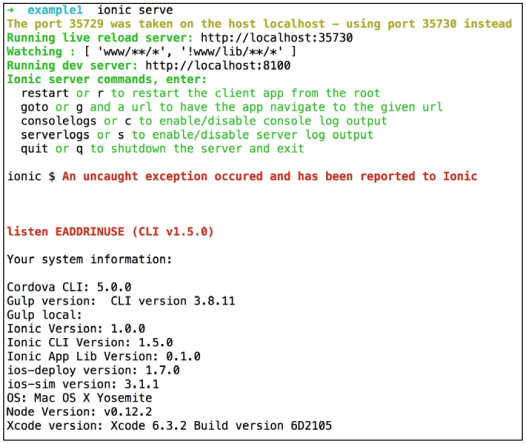 → example1 ionic serve
The port 35729 was taken on the host localhost - using port 35730 instead
Running live reload server: http://localhost:35730
Watching : [ 'www/**/*', '!www/lib/**/*' ]
Running dev server: http://localhost:8100
Ionic server commands, enter:
  restart or r to restart the client app from the root
  goto or g and a url to have the app navigate to the given url
  consolelogs or c to enable/disable console log output
  serverlogs or s to enable/disable server log output
  quit or q to shutdown the server and exit
ionic $ An uncaught exception occured and has been reported to Ionic
listen EADDRINUSE (CLI v1.5.0)
Your system information:
Cordova CLI: 5.0.0
Gulp version:  CLI version 3.8.11
Gulp local:
Ionic Version: 1.0.0
Ionic CLI Version: 1.5.0
Ionic App Lib Version: 0.1.0
ios-deploy version: 1.7.0
ios-sim version: 3.1.1
OS: Mac OS X Yosemite
Node Version: v0.12.2
Xcode version: Xcode 6.3.2 Build version 6D2105